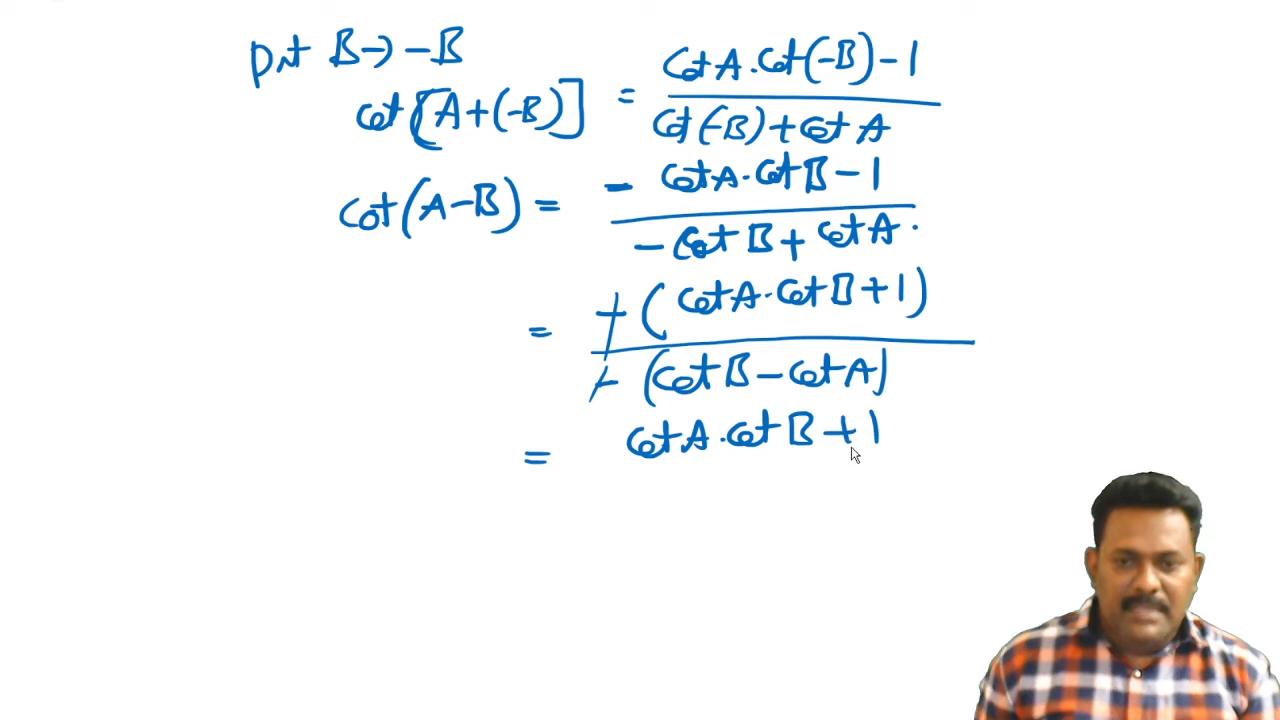 Put B → -B
cot[A+(-B)] = cotA·cot(-B)-1 / cot(-B)+cotA
cot(A-B) = -cotA·cotB-1 / -cotB+cotA.
= -(cotA·cotB+1) / -(cotB-cotA)
= cotA·cotB+1